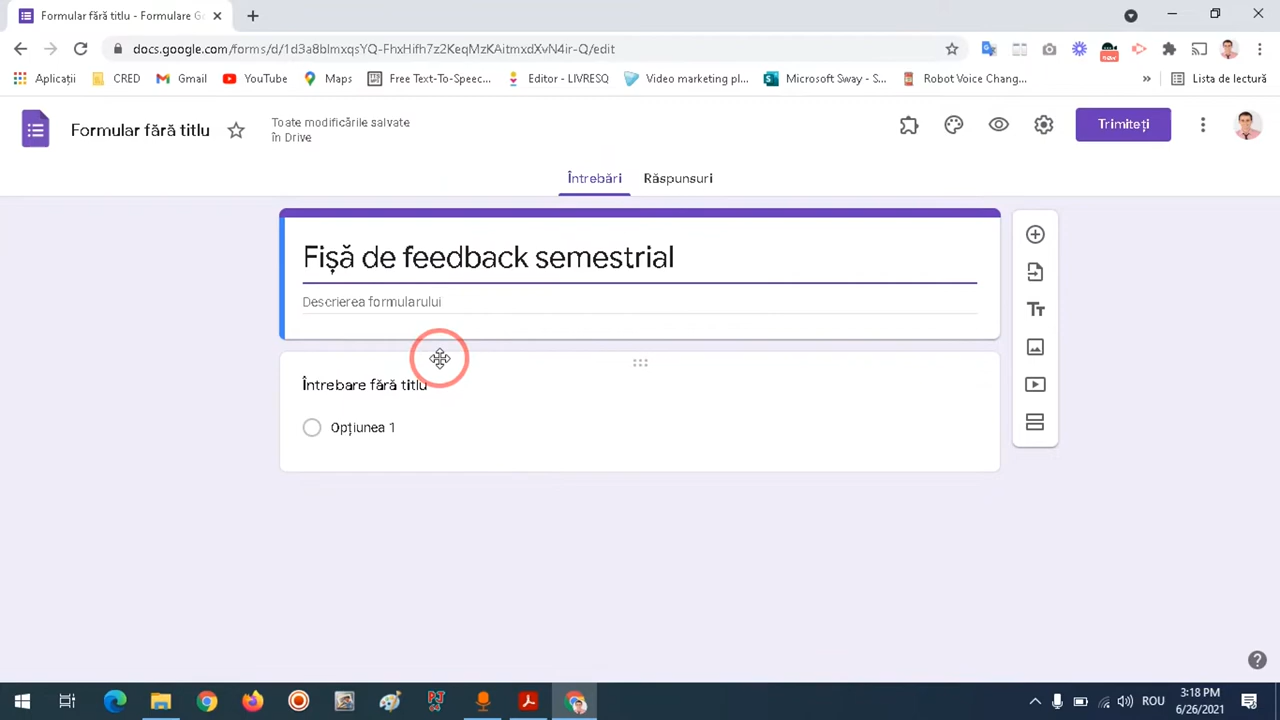 Formular fără titlu - Formulare Go
docs.google.com/forms/d/1d3a8blmxqsYQ-FhxHifh7z2KeqMzKAitmxdXvN4ir-Q/edit
Aplicații
CRED
Gmail
YouTube
Maps
Free Text-To-Speec...
Editor - LIVRESQ
Video marketing pl...
Microsoft Sway - S...
Robot Voice Chang...
»
Lista de lectură
new
Formular fără titlu
Toate modificările salvate
în Drive
Trimiteți
Întrebări
Răspunsuri
Fișă de feedback semestrial
Descrierea formularului
Întrebare fără titlu
Opțiunea 1
Tт
ROU
3:18 PM
6/26/2021